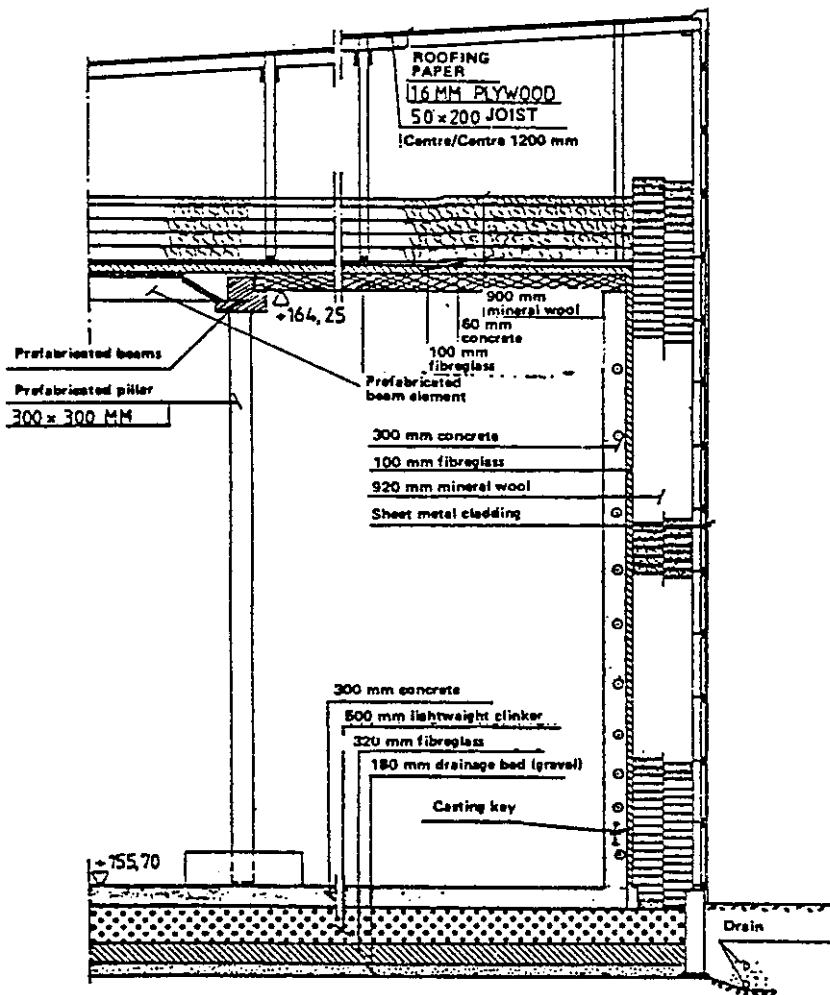 ROOFING
PAPER
16 MM PLYWOOD
50×200 JOIST
Centre/Centre 1200 mm
+164,25
900 mm
mineral wool
60 mm
concrete
100 mm
fibreglass
Prefabricated beams
Prefabricated
beam element
Prefabricated pillar
300 × 300 MM
300 mm concrete
100 mm fibreglass
920 mm mineral wool
Sheet metal cladding
300 mm concrete
500 mm lightweight clinker
320 mm fibreglass
180 mm drainage bed (gravel)
Casting key
+155,70
Drain